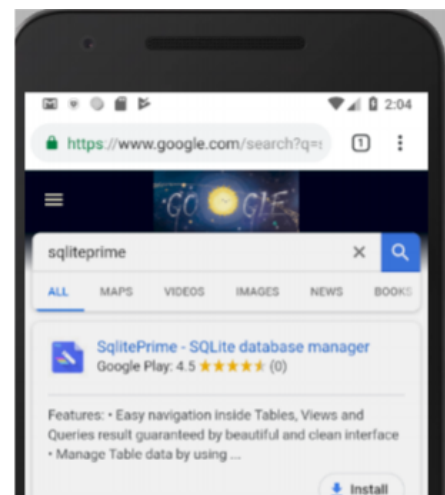 2:04
https://www.google.com/search?q=s
1
GOOGLE
sqliteprime
ALL MAPS VIDEOS IMAGES NEWS BOOKS
SqlitePrime - SQLite database manager
Google Play: 4.5 ★★★★★ (0)
Features: • Easy navigation inside Tables, Views and
Queries result guaranteed by beautiful and clean interface
• Manage Table data by using ...
Install